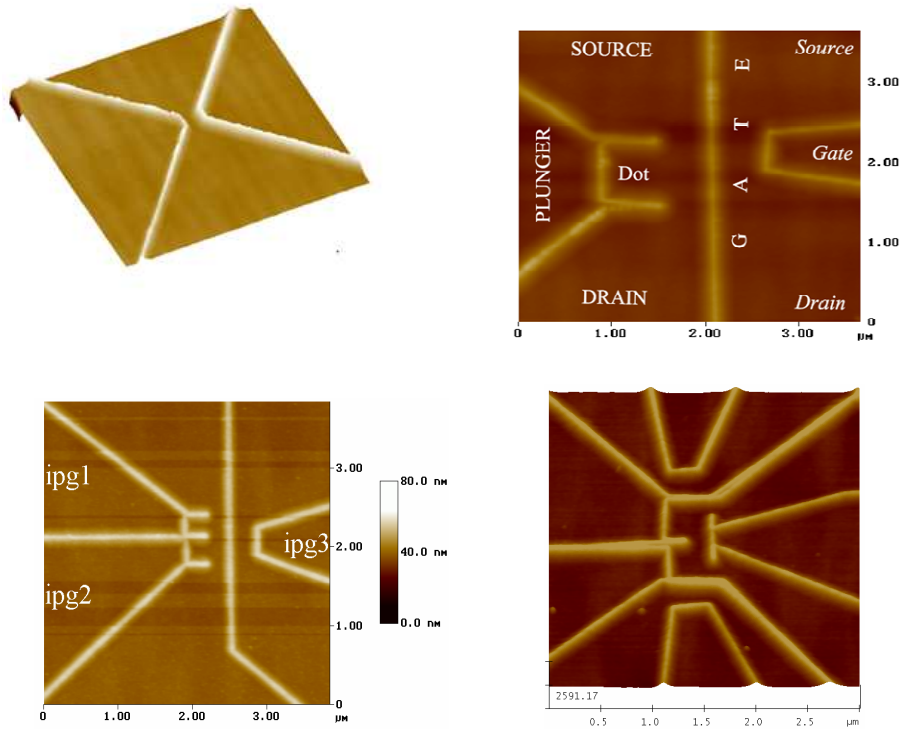 SOURCE
Source
PLUNGER
Dot
GATE
Gate
DRAIN
Drain
3.00
2.00
1.00
0
0
1.00
2.00
3.00
µm
ipg1
ipg2
ipg3
3.00
2.00
1.00
0
0
1.00
2.00
3.00
µm
80.0 nm
40.0 nm
0.0 nm
2591.17
0.5
1.0
1.5
2.0
2.5
µm